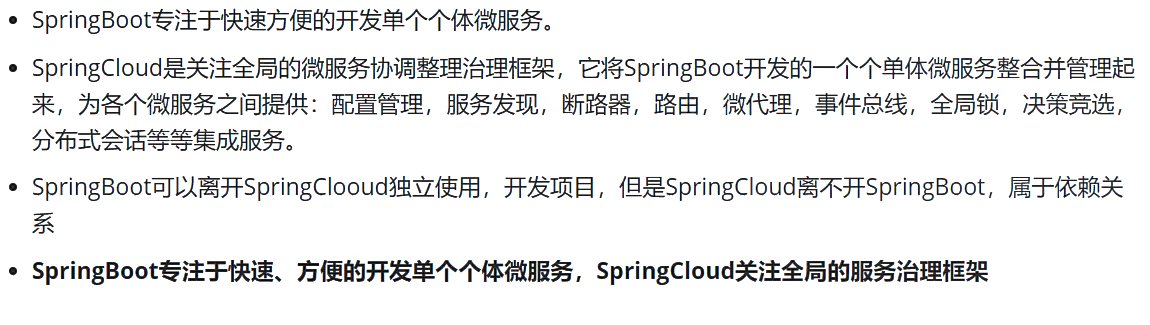 SpringBoot专注于快速方便的开发单个个体微服务。
SpringCloud是关注全局的微服务协调整理治理框架，它将SpringBoot开发的一个个单体微服务整合并管理起
来，为各个微服务之间提供：配置管理，服务发现，断路器，路由，微代理，事件总线，全局锁，决策竞选，
分布式会话等等集成服务。
SpringBoot可以离开SpringClooud独立使用，开发项目，但是SpringCloud离不开SpringBoot，属于依赖关
系
SpringBoot专注于快速、方便的开发单个个体微服务，SpringCloud关注全局的服务治理框架